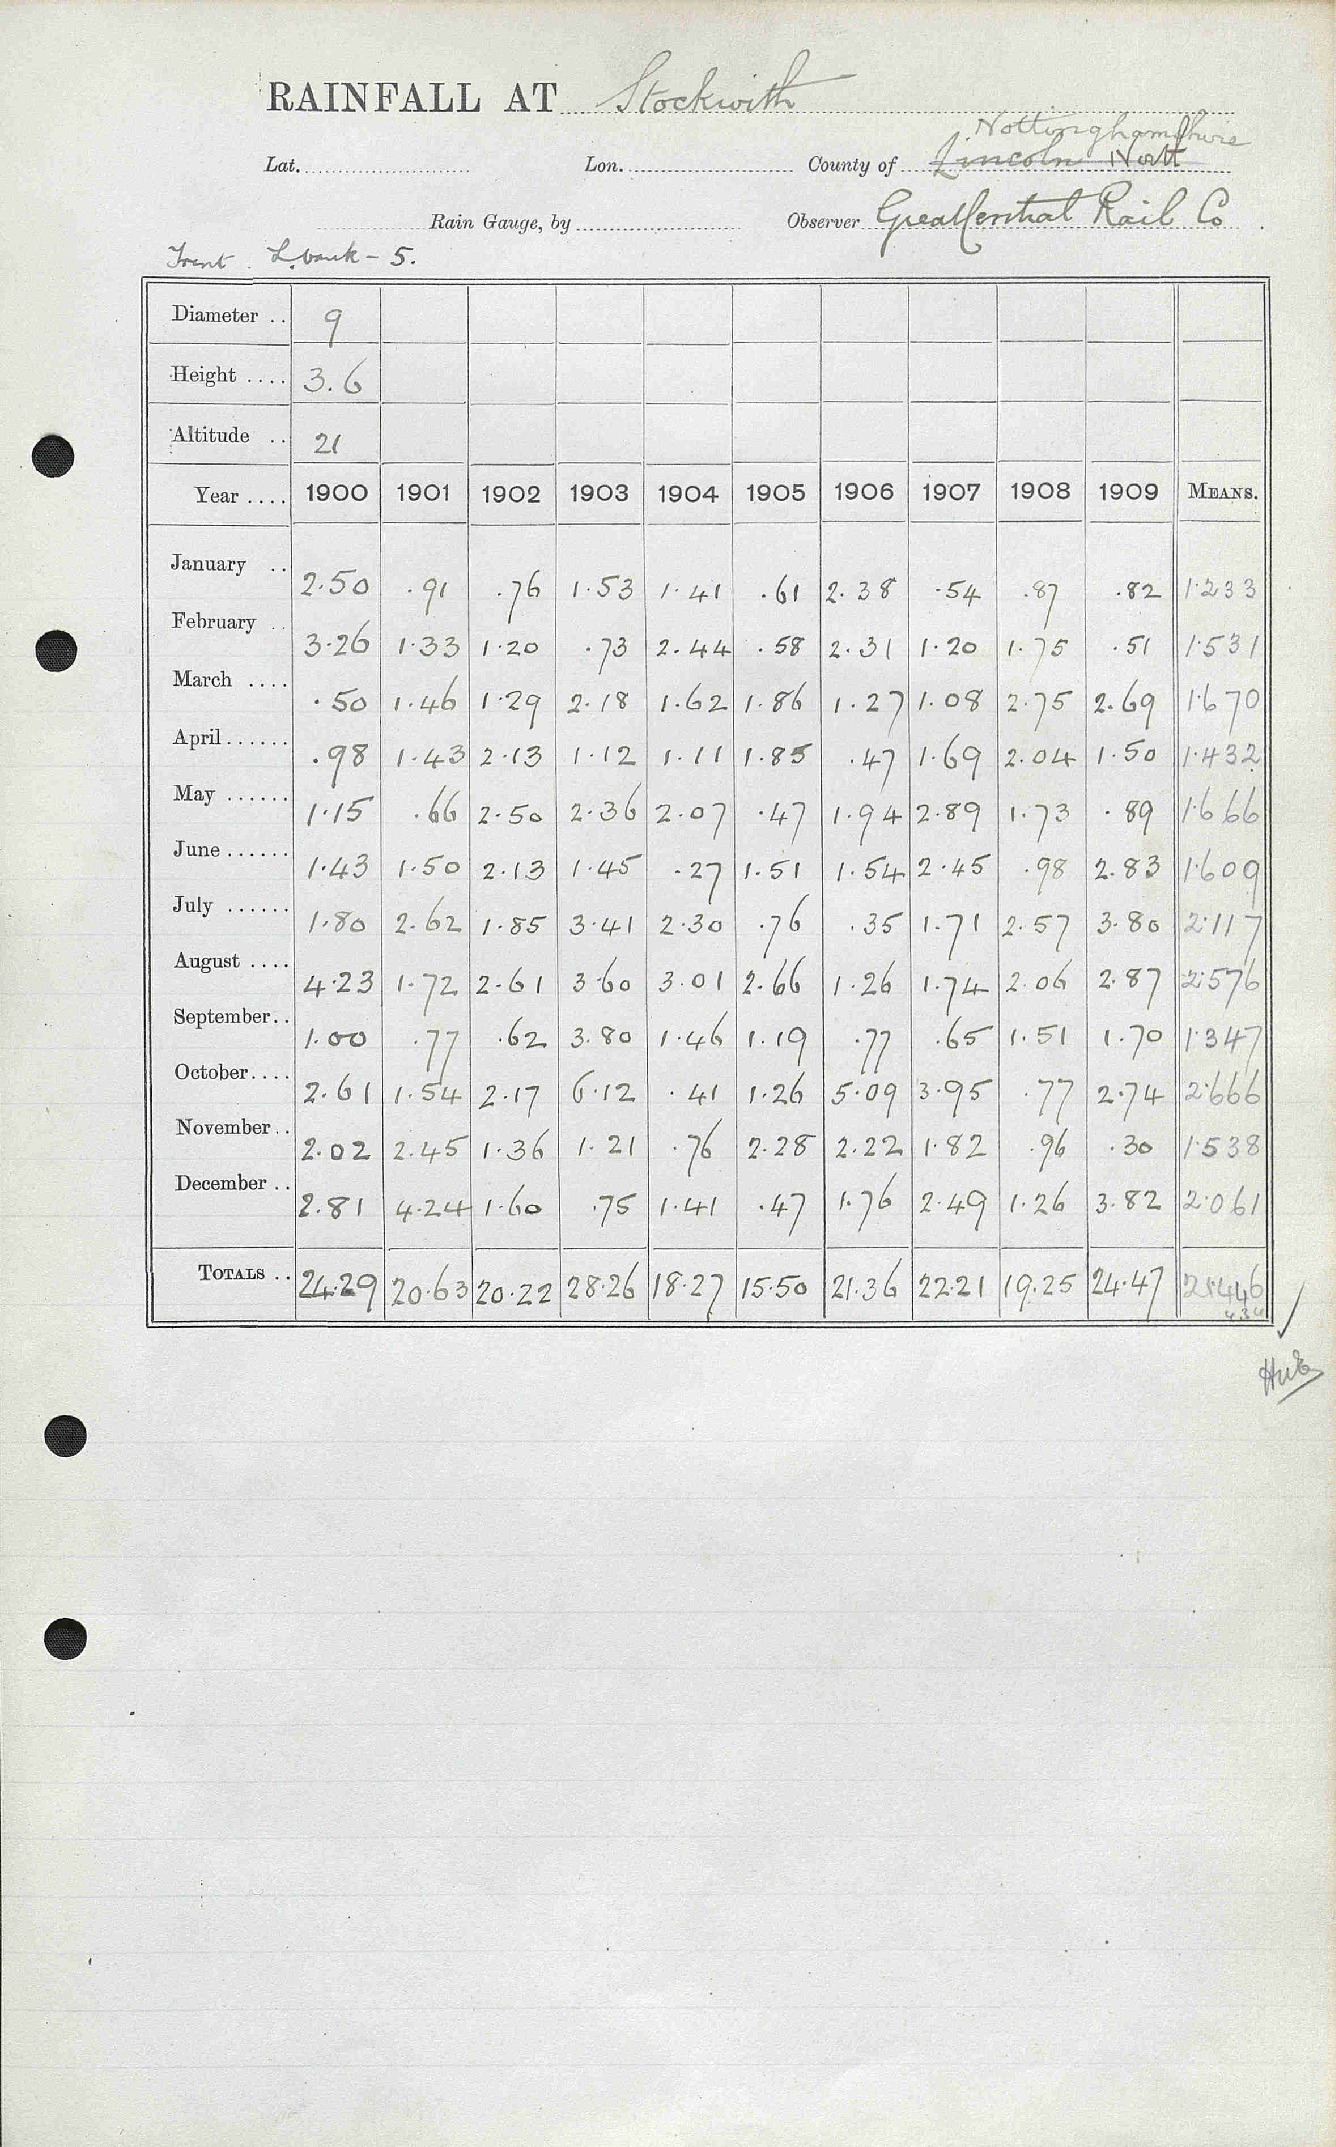 RAINFALL AT Stockwith
Nottinghamshire
Lat. Lon. County of Lincoln Nott
Rain Gauge, by Observer Great Central Rail Co
Trent L. bank - 5.
Diameter .. 9
Height .... 3.6
Altitude .. 21
Year .... 1900 1901 1902 1903 1904 1905 1906 1907 1908 1909 MEANS.
January .. 2.50 .91 .76 1.53 1.41 .61 2.38 .54 .87 .82 1.233
February .. 3.26 1.33 1.20 .73 2.44 .58 2.31 1.20 1.75 .51 1.531
March .... .50 1.46 1.29 2.18 1.62 1.86 1.27 1.08 2.75 2.69 1.670
April ...... .98 1.43 2.13 1.12 1.11 1.85 .47 1.69 2.04 1.50 1.432
May ...... 1.15 .66 2.50 2.36 2.07 .47 1.94 2.89 1.73 .89 1.666
June ...... 1.43 1.50 2.13 1.45 .27 1.51 1.54 2.45 .98 2.83 1.609
July ...... 1.80 2.62 1.85 3.41 2.30 .76 .35 1.71 2.57 3.80 2.117
August .... 4.23 1.72 2.61 3.60 3.01 2.66 1.26 1.74 2.06 2.87 2.576
September .. 1.00 .77 .62 3.80 1.46 1.19 .77 .65 1.51 1.70 1.347
October .... 2.61 1.54 2.17 6.12 .41 1.26 5.09 3.95 .77 2.74 2.666
November .. 2.02 2.45 1.36 1.21 .76 2.28 2.22 1.82 .96 .30 1.538
December .. 2.81 4.24 1.60 .75 1.41 .47 1.76 2.49 1.26 3.82 2.061
TOTALS .. 24.29 20.63 20.22 28.26 18.27 15.50 21.36 22.21 19.25 24.47 21.446